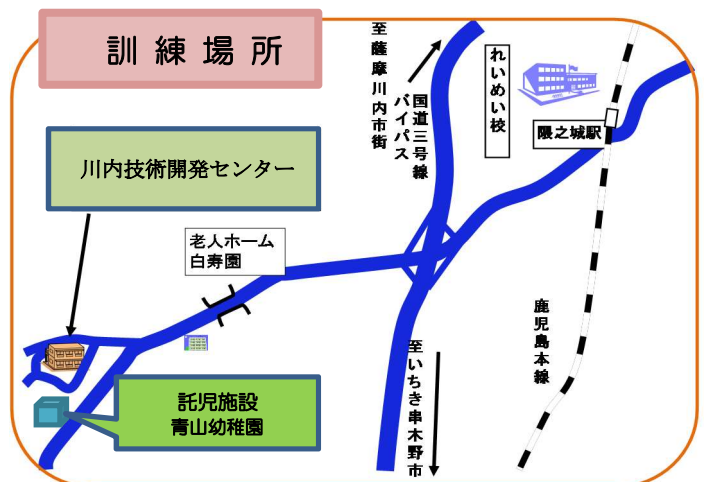 訓練場所
川内技術開発センター
至薩摩川内市街
国道三号線
バイパス
れいめい校
隈之城駅
老人ホーム
白寿園
鹿児島本線
至いちき串木野市
託児施設
青山幼稚園